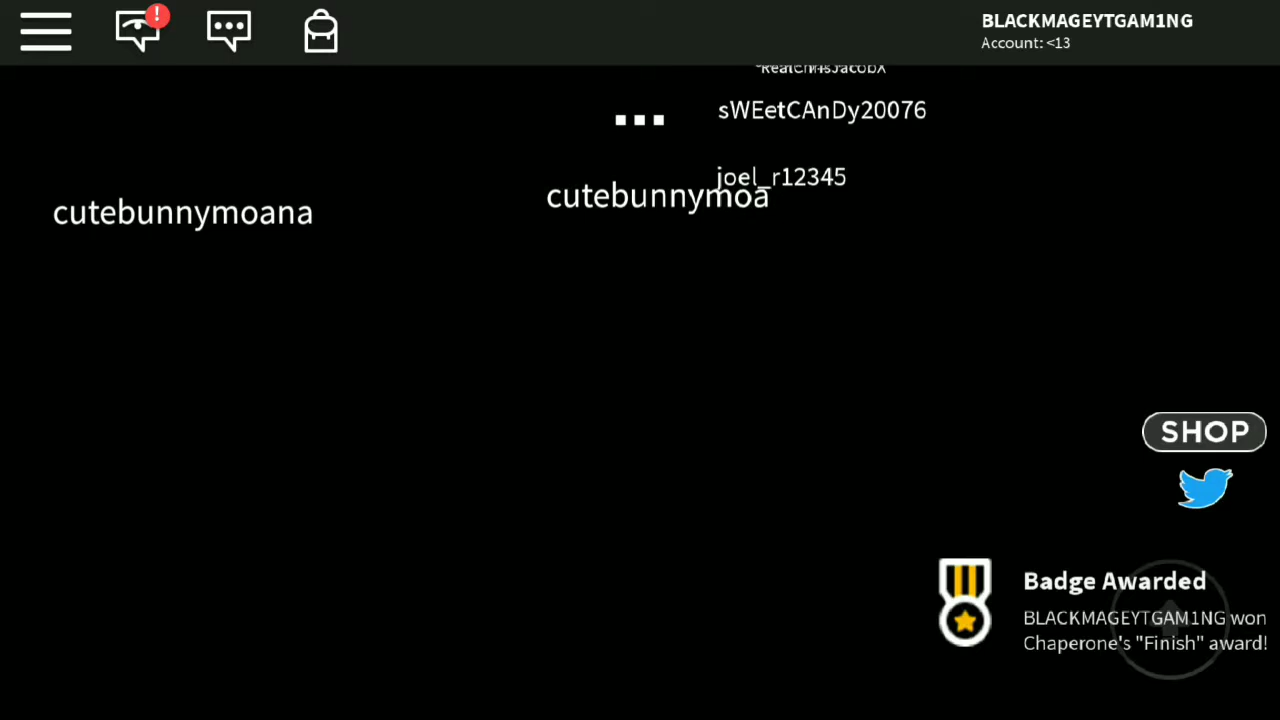 BLACKMAGEYTGAM1NG
Account: <13
sWEetCAnDy20076
joel_r12345
cutebunnymoa
cutebunnymoana
SHOP
Badge Awarded
BLACKMAGEYTGAM1NG won
Chaperone's "Finish" award!